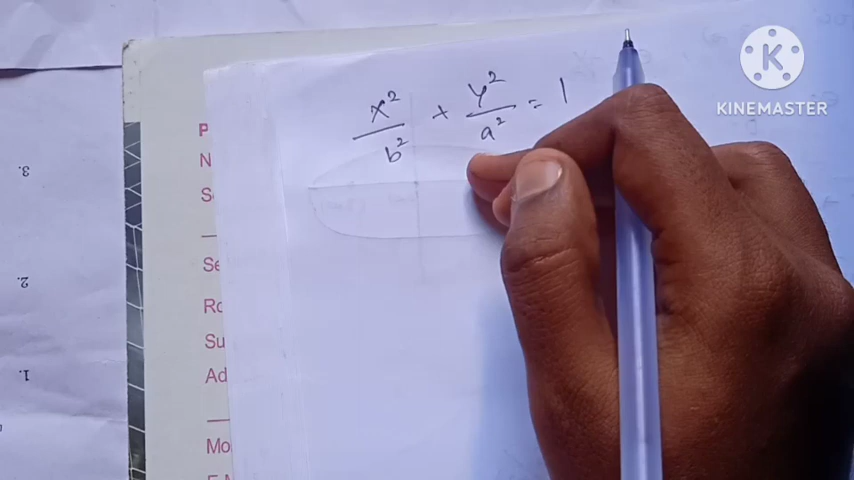 x² / b² + y² / a² = 1
K
KINEMASTER
3.
2.
1.
P
N
S
Se
Ro
Su
Ad
Mo